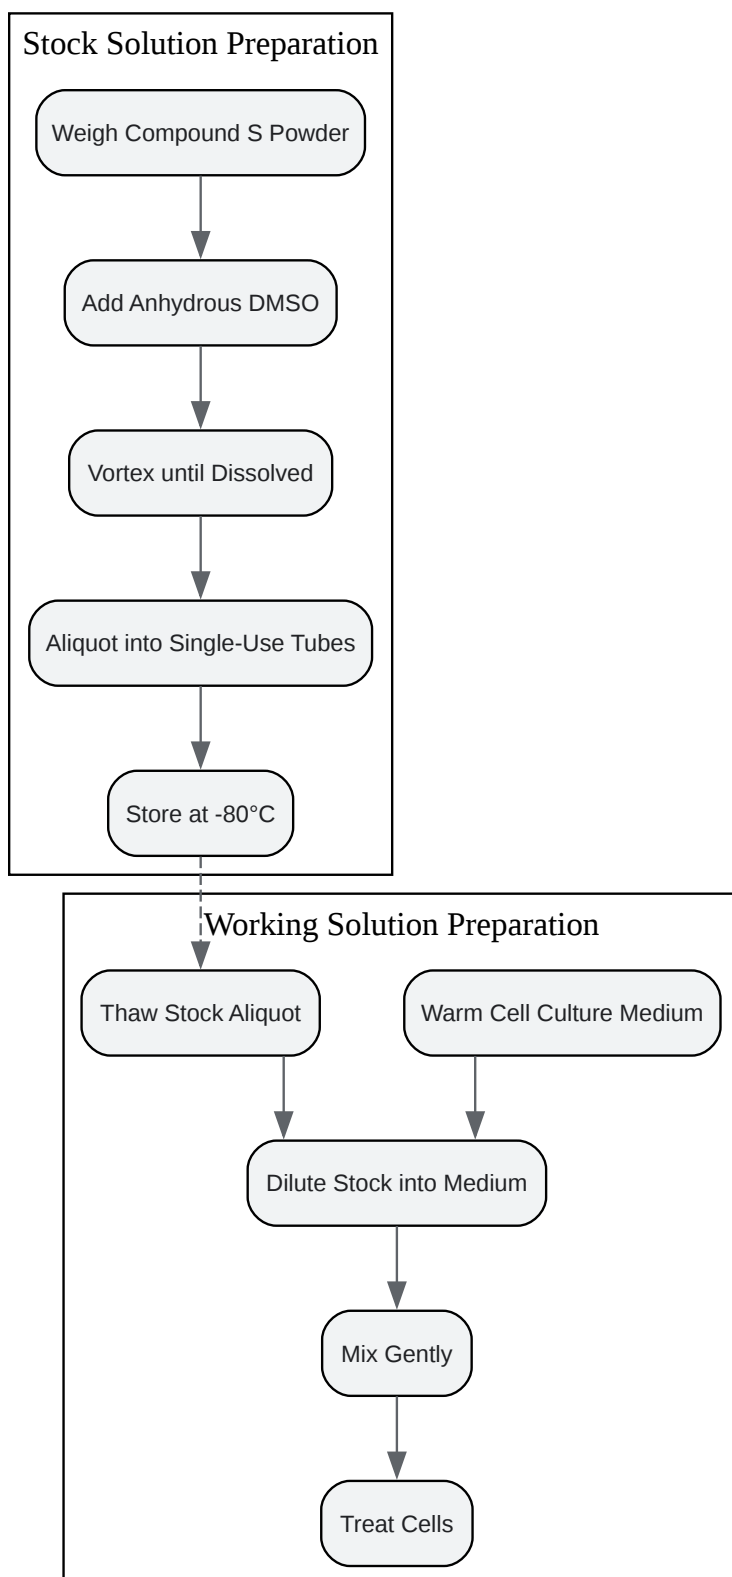 Stock Solution Preparation
Weigh Compound S Powder
Add Anhydrous DMSO
Vortex until Dissolved
Aliquot into Single-Use Tubes
Store at -80°C
Working Solution Preparation
Thaw Stock Aliquot
Warm Cell Culture Medium
Dilute Stock into Medium
Mix Gently
Treat Cells